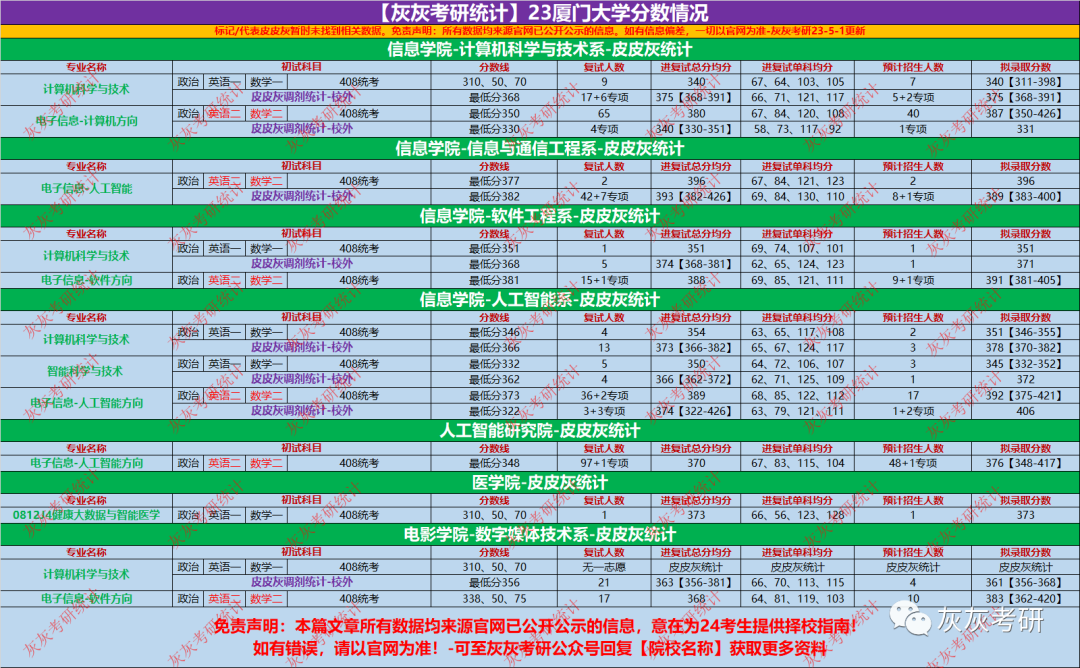 【灰灰考研统计】23厦门大学分数情况
标记/代表皮皮灰暂时未找到相关数据。免责声明：所有数据均来源官网已公开公示的信息。如有信息偏差，一切以官网为准-灰灰考研23-5-1更新
信息学院-计算机科学与技术系-皮皮灰统计
专业名称 初试科目 分数线 复试人数 进复试总分均分 进复试单科均分 预计招生人数 拟录取分数
计算机科学与技术 政治 英语一 数学一 408统考 310、50、70 9 340 67、64、103、105 7 340【311-398】
皮皮灰调剂统计-校外 最低分368 17+6专项 375【368-391】 66、71、121、117 5+2专项 375【368-391】
电子信息-计算机方向 政治 英语二 数学二 408统考 最低分350 65 380 67、84、120、108 40 387【350-426】
皮皮灰调剂统计-校外 最低分330 4专项 340【330-351】 58、73、117、92 1专项 331
信息学院-信息与通信工程系-皮皮灰统计
专业名称 初试科目 分数线 复试人数 进复试总分均分 进复试单科均分 预计招生人数 拟录取分数
电子信息-人工智能 政治 英语二 数学二 408统考 最低分377 2 396 67、84、121、123 2 396
皮皮灰调剂统计-校外 最低分382 42+7专项 393【382-426】 69、84、130、110 8+1专项 389【383-400】
信息学院-软件工程系-皮皮灰统计
专业名称 初试科目 分数线 复试人数 进复试总分均分 进复试单科均分 预计招生人数 拟录取分数
计算机科学与技术 政治 英语一 数学一 408统考 最低分351 1 351 69、74、107、101 1 351
皮皮灰调剂统计-校外 最低分368 5 374【368-381】 62、65、124、123 1 371
电子信息-软件方向 政治 英语二 数学二 408统考 最低分381 15+1专项 388 69、85、121、111 9+1专项 391【381-405】
信息学院-人工智能系-皮皮灰统计
专业名称 初试科目 分数线 复试人数 进复试总分均分 进复试单科均分 预计招生人数 拟录取分数
计算机科学与技术 政治 英语一 数学一 408统考 最低分346 4 354 63、65、117、108 2 351【346-355】
皮皮灰调剂统计-校外 最低分366 13 373【366-382】 65、67、124、117 3 378【370-382】
智能科学与技术 政治 英语一 数学一 408统考 最低分332 5 350 64、72、106、107 3 345【332-352】
皮皮灰调剂统计-校外 最低分362 4 366【362-372】 62、71、125、109 1 372
电子信息-人工智能方向 政治 英语二 数学二 408统考 最低分373 36+2专项 389 68、85、122、112 17 392【375-421】
皮皮灰调剂统计-校外 最低分322 3+3专项 374【322-426】 63、79、121、111 1+2专项 406
人工智能研究院-皮皮灰统计
专业名称 初试科目 分数线 复试人数 进复试总分均分 进复试单科均分 预计招生人数 拟录取分数
电子信息-人工智能方向 政治 英语二 数学二 408统考 最低分348 97+1专项 370 67、83、115、104 48+1专项 376【348-417】
医学院-皮皮灰统计
专业名称 初试科目 分数线 复试人数 进复试总分均分 进复试单科均分 预计招生人数 拟录取分数
0812J4健康大数据与智能医学 政治 英语一 数学一 408统考 310、50、70 1 373 66、56、123、128 1 373
电影学院-数字媒体技术系-皮皮灰统计
专业名称 初试科目 分数线 复试人数 进复试总分均分 进复试单科均分 预计招生人数 拟录取分数
计算机科学与技术 政治 英语一 数学一 408统考 310、50、70 无一志愿 皮皮灰统计 皮皮灰统计 皮皮灰统计 皮皮灰统计
皮皮灰调剂统计-校外 最低分356 21 363【356-381】 66、70、113、115 4 361【356-368】
电子信息-软件方向 政治 英语二 数学二 408统考 338、50、75 17 368 64、81、119、103 10 383【362-420】
免责声明：本篇文章所有数据均来源官网已公开公示的信息，意在为24考生提供择校指南！
如有错误，请以官网为准！-可至灰灰考研公众号回复【院校名称】获取更多资料
灰灰考研